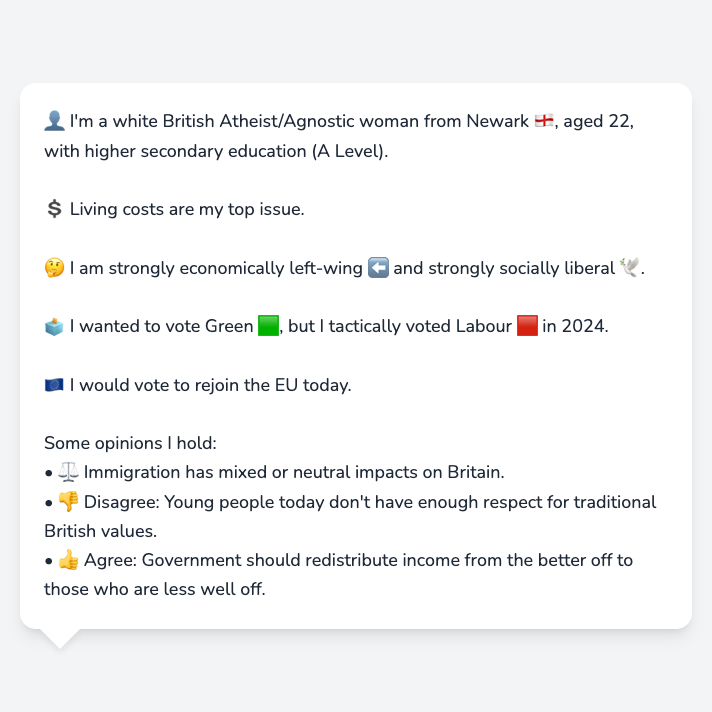 👤 I'm a white British Atheist/Agnostic woman from Newark 🏴󠁧󠁢󠁥󠁮󠁧󠁿, aged 22,
with higher secondary education (A Level).
💲 Living costs are my top issue.
🤔 I am strongly economically left-wing ⬅️ and strongly socially liberal 🕊️.
🗳️ I wanted to vote Green 🟩, but I tactically voted Labour 🟥 in 2024.
🇪🇺 I would vote to rejoin the EU today.
Some opinions I hold:
• ⚖️ Immigration has mixed or neutral impacts on Britain.
• 👎 Disagree: Young people today don't have enough respect for traditional
British values.
• 👍 Agree: Government should redistribute income from the better off to
those who are less well off.